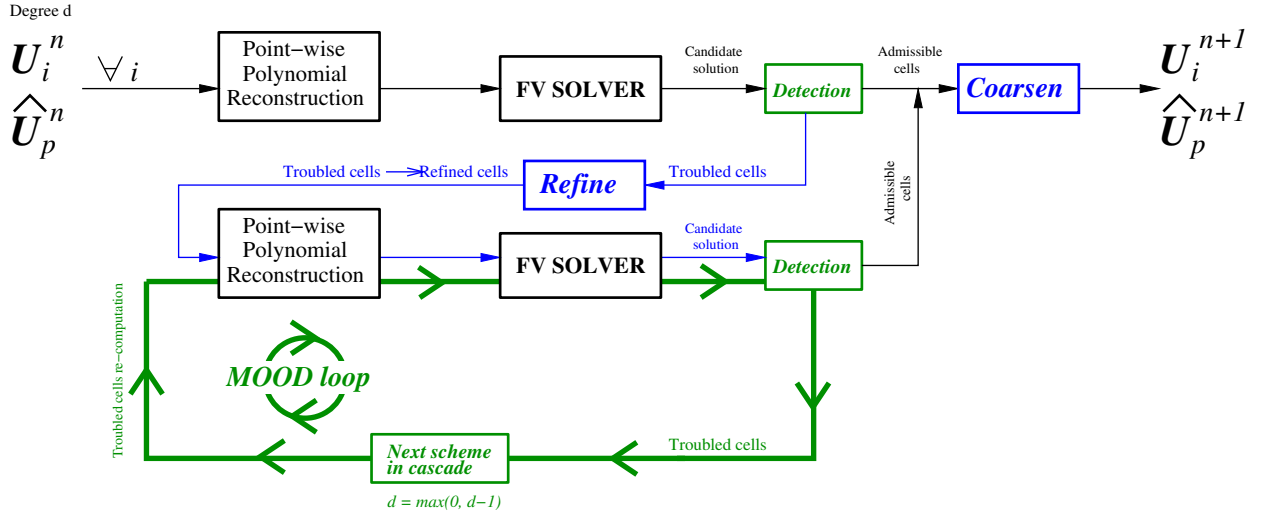 Degree d
U_i^n
∀ i
Û_p^n
Point−wise
Polynomial
Reconstruction
FV SOLVER
Candidate
solution
Detection
Admissible
cells
Coarsen
U_i^{n+1}
Û_p^{n+1}
Troubled cells → Refined cells
Refine
Troubled cells
Admissible
cells
Point−wise
Polynomial
Reconstruction
FV SOLVER
Candidate
solution
Detection
Troubled cells re−computation
MOOD loop
Next scheme
in cascade
Troubled cells
d = max(0, d−1)